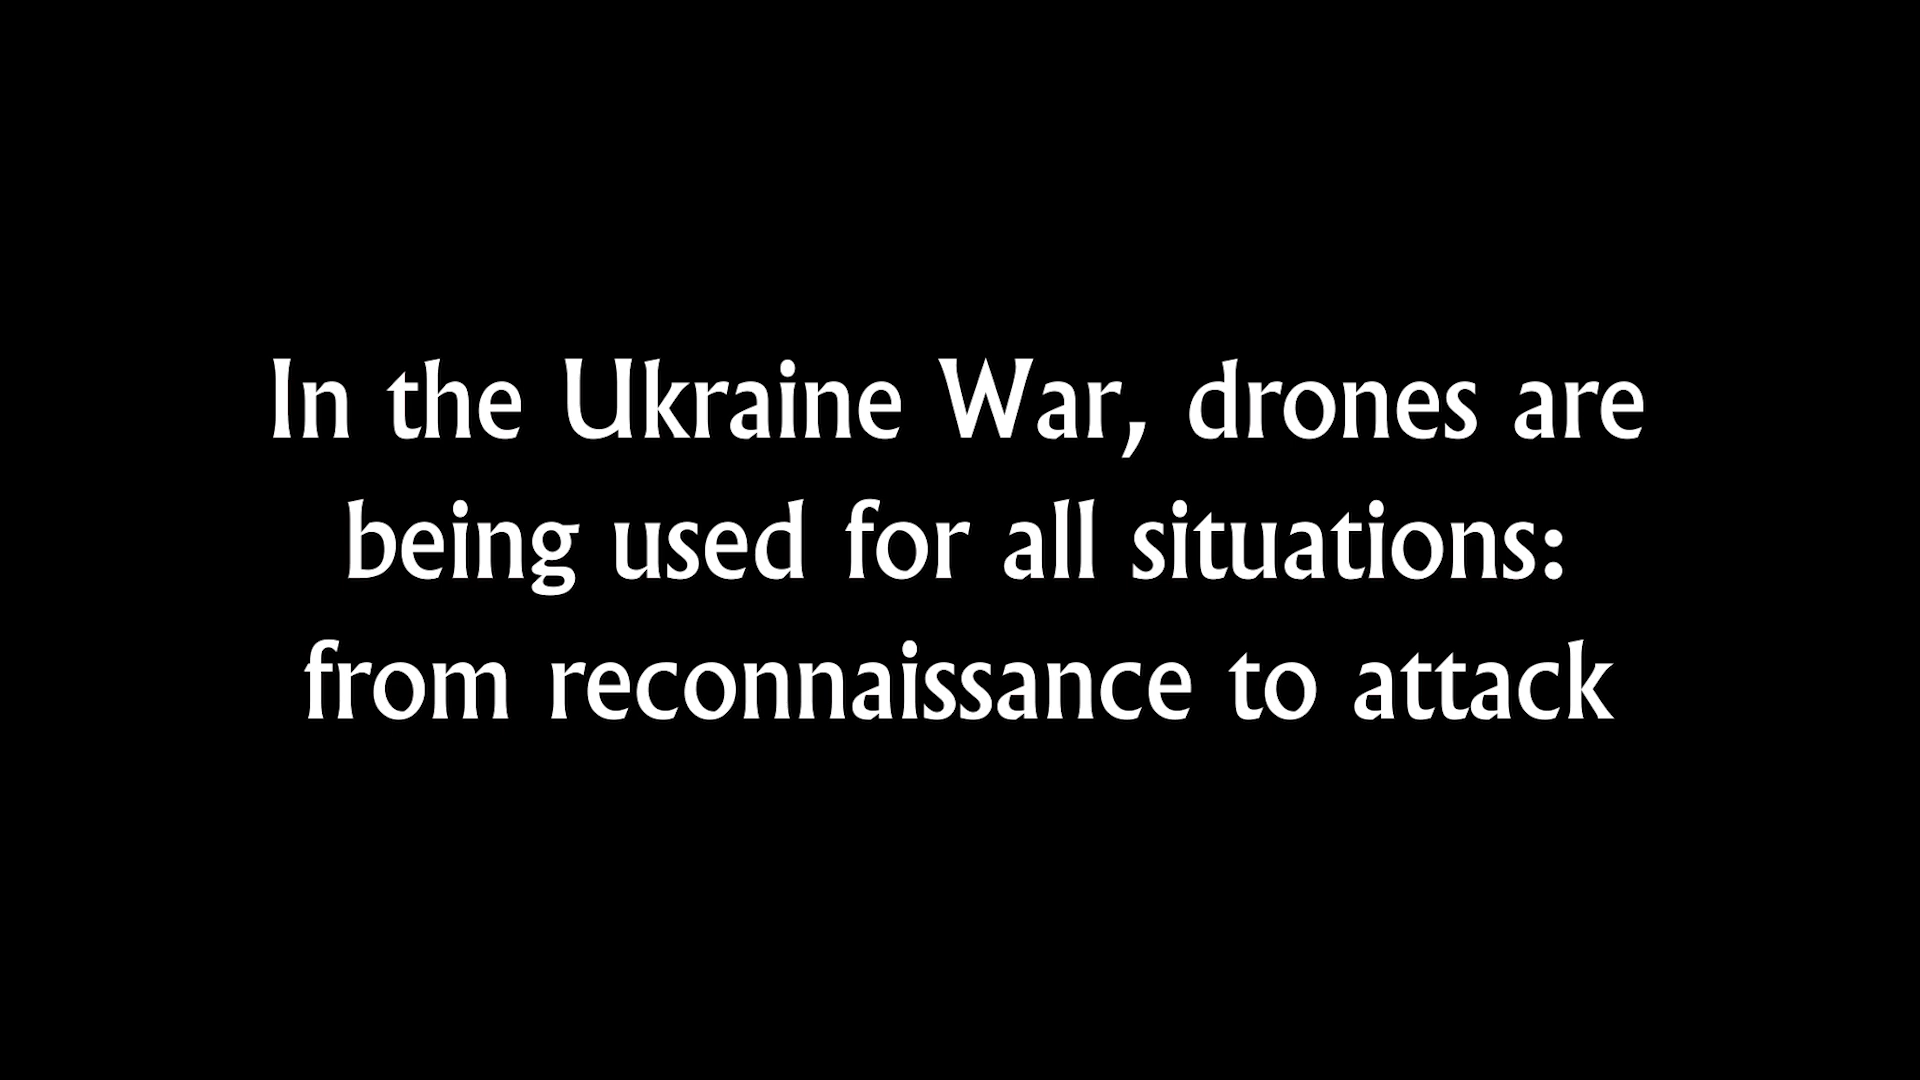 In the Ukraine War, drones are
being used for all situations:
from reconnaissance to attack